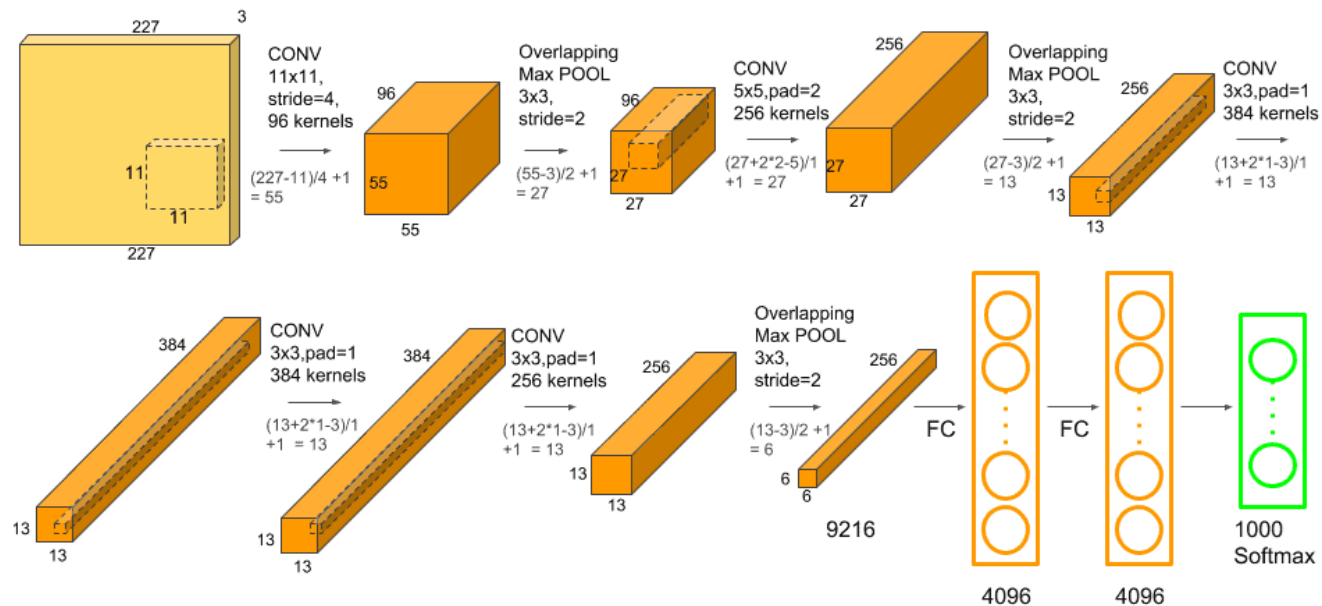 227
3
11
11
227
CONV
11x11,
stride=4,
96 kernels
(227-11)/4 +1
= 55
96
55
55
Overlapping
Max POOL
3x3,
stride=2
(55-3)/2 +1
= 27
96
27
27
CONV
5x5,pad=2
256 kernels
(27+2*2-5)/1
+1 = 27
256
27
27
Overlapping
Max POOL
3x3,
stride=2
(27-3)/2 +1
= 13
256
13
13
CONV
3x3,pad=1
384 kernels
(13+2*1-3)/1
+1 = 13
384
13
13
CONV
3x3,pad=1
384 kernels
(13+2*1-3)/1
+1 = 13
384
13
13
CONV
3x3,pad=1
256 kernels
(13+2*1-3)/1
+1 = 13
256
13
13
Overlapping
Max POOL
3x3,
stride=2
(13-3)/2 +1
= 6
256
6
6
9216
FC
4096
FC
4096
1000
Softmax